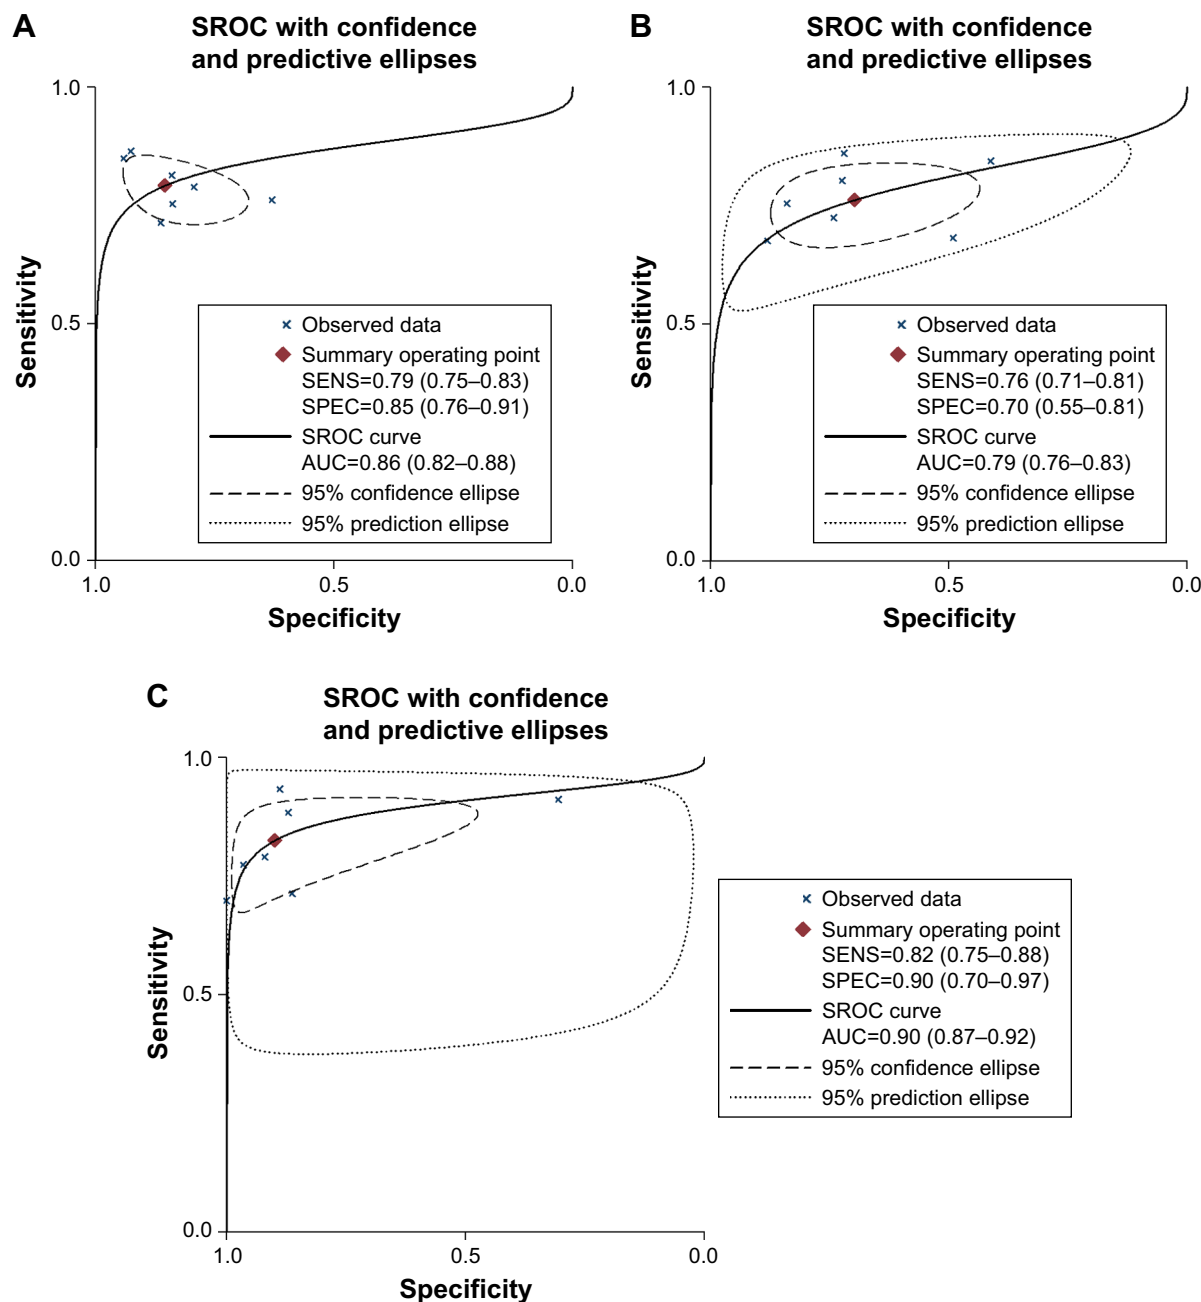 A
SROC with confidence
and predictive ellipses
1.0
0.5
0.0
Sensitivity
1.0
0.5
0.0
Specificity
Observed data
Summary operating point
SENS=0.79 (0.75–0.83)
SPEC=0.85 (0.76–0.91)
SROC curve
AUC=0.86 (0.82–0.88)
95% confidence ellipse
95% prediction ellipse
B
SROC with confidence
and predictive ellipses
1.0
0.5
0.0
Sensitivity
1.0
0.5
0.0
Specificity
Observed data
Summary operating point
SENS=0.76 (0.71–0.81)
SPEC=0.70 (0.55–0.81)
SROC curve
AUC=0.79 (0.76–0.83)
95% confidence ellipse
95% prediction ellipse
C
SROC with confidence
and predictive ellipses
1.0
0.5
0.0
Sensitivity
1.0
0.5
0.0
Specificity
Observed data
Summary operating point
SENS=0.82 (0.75–0.88)
SPEC=0.90 (0.70–0.97)
SROC curve
AUC=0.90 (0.87–0.92)
95% confidence ellipse
95% prediction ellipse